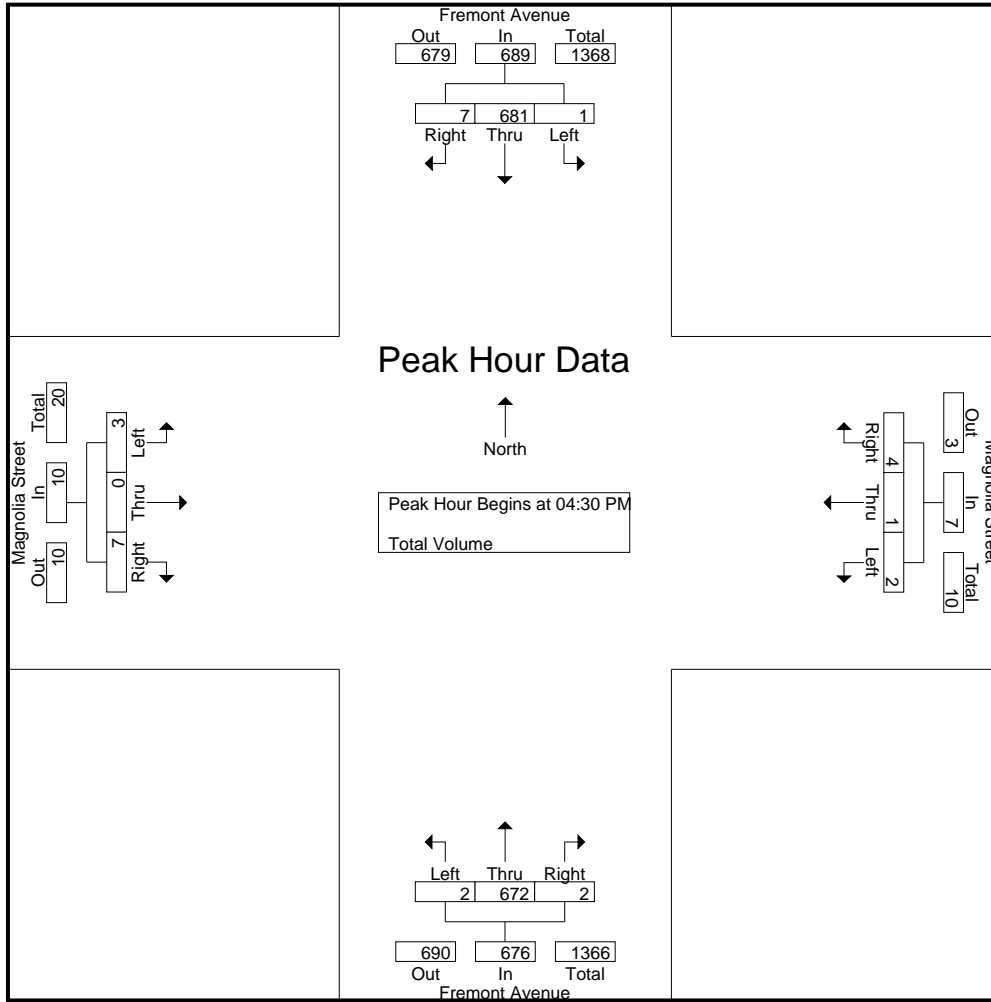 Fremont Avenue
Out In Total
679 689 1368
7 681 1
Right Thru Left
Peak Hour Data
North
Peak Hour Begins at 04:30 PM
Total Volume
Magnolia Street
Total In Out
20 10 10
3 0 7
Left Thru Right
Right Thru Left
4 1 2
Out In Total
3 7 10
Magnolia Street
Left Thru Right
2 672 2
690 676 1366
Out In Total
Fremont Avenue